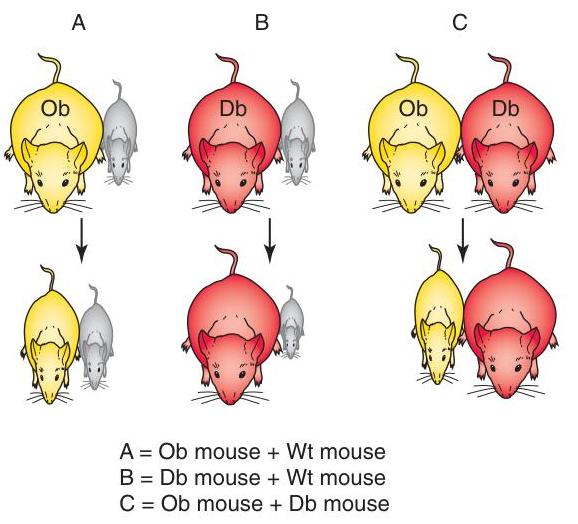 A B C
Ob Db Ob Db
A = Ob mouse + Wt mouse
B = Db mouse + Wt mouse
C = Ob mouse + Db mouse